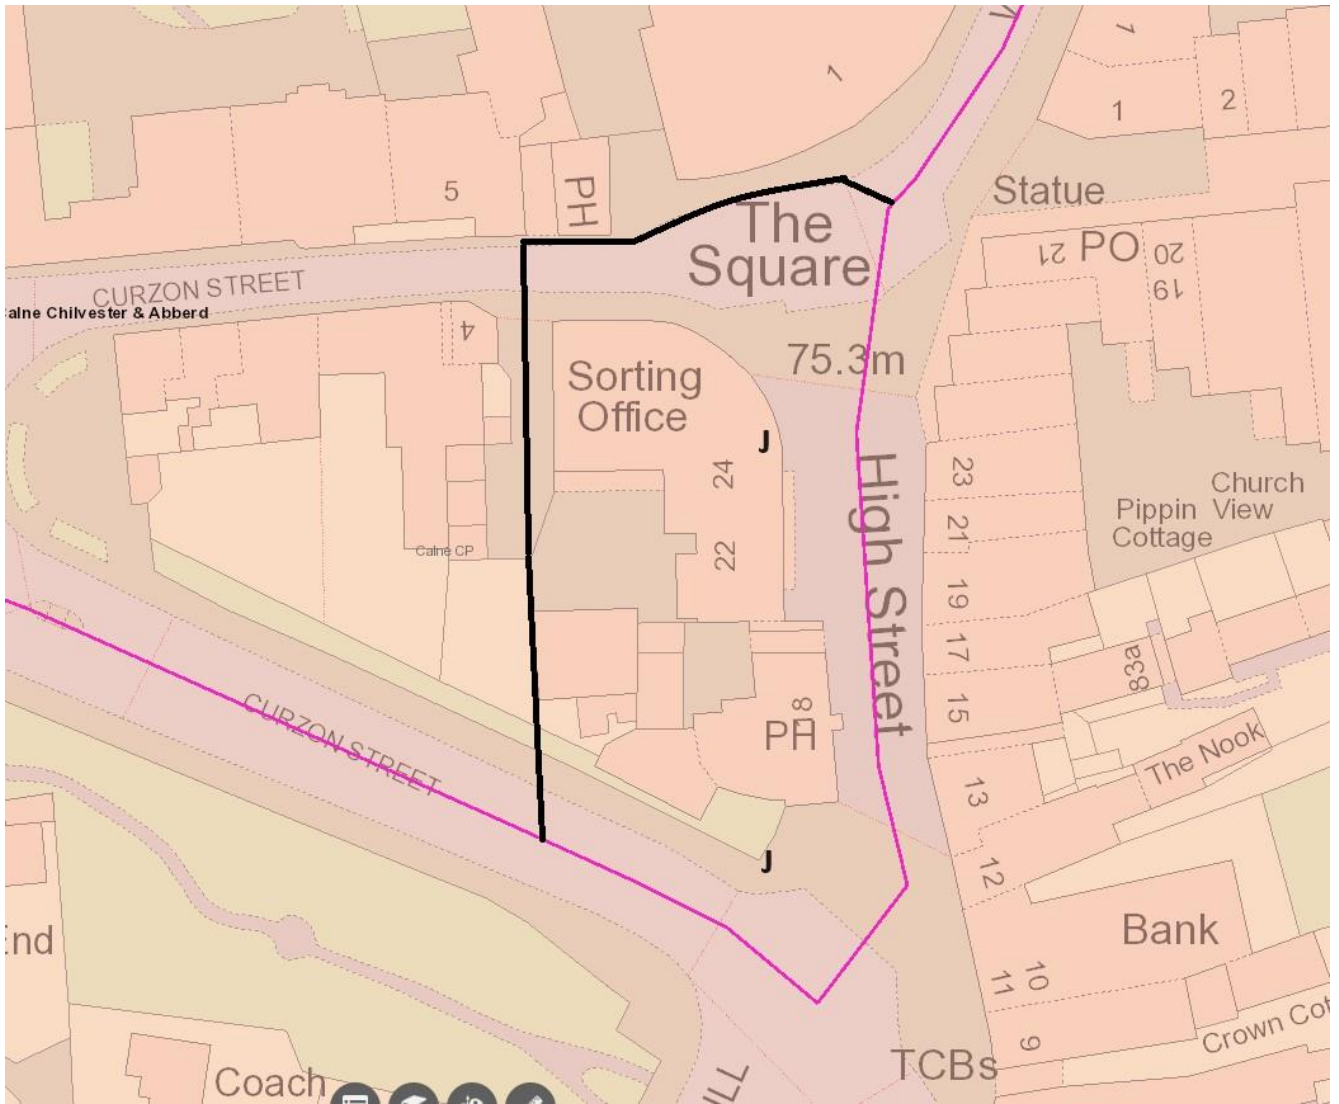 1
1
2
5
PH
Statue
The
Square
21
PO
20
19
CURZON STREET
alne Chilvester & Abberd
4
75.3m
Sorting
Office
J
24
22
High Street
23
21
19
17
15
Church
View
Pippin
Cottage
Calne CP
83a
18
PH
The Nook
CURZON STREET
13
12
J
Bank
End
10
11
9
Crown Cot
TCBs
Coach